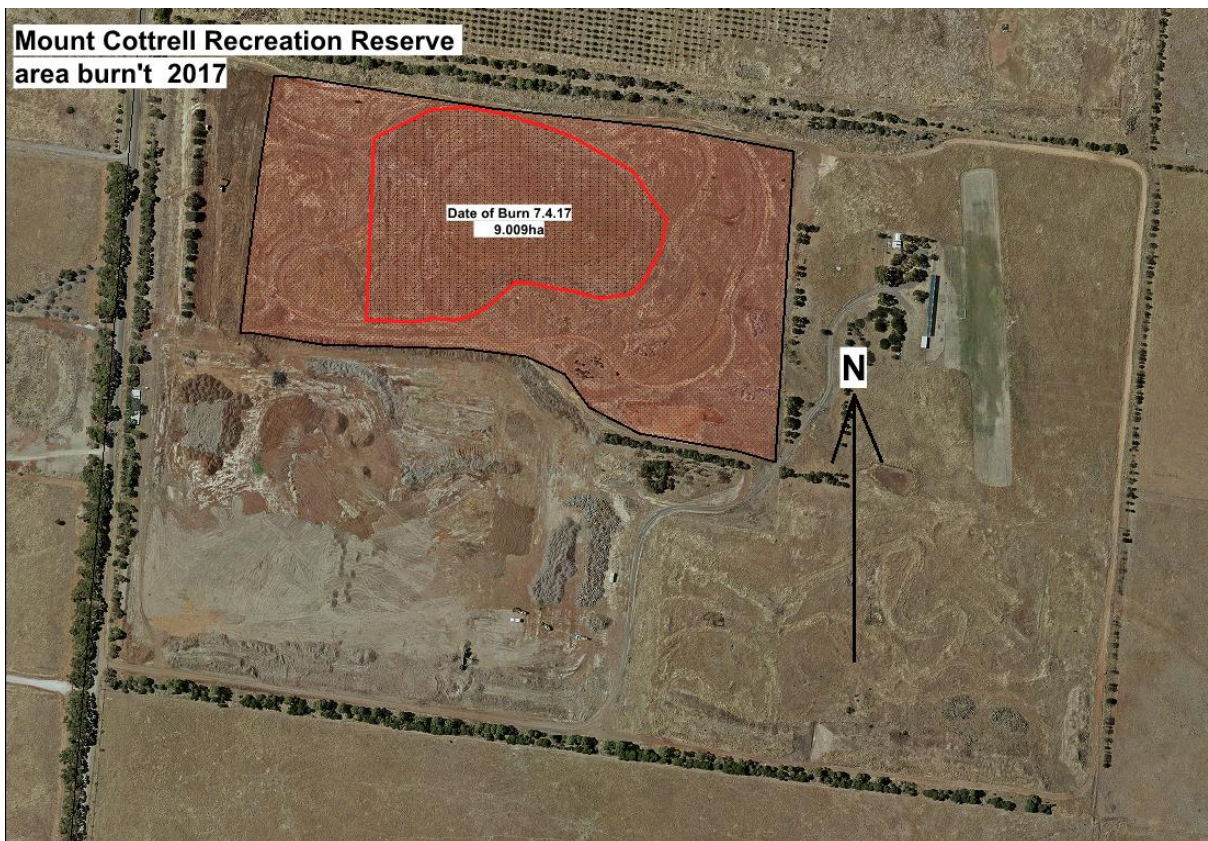 Mount Cottrell Recreation Reserve
area burn't 2017
Date of Burn 7.4.17
9.009ha
N